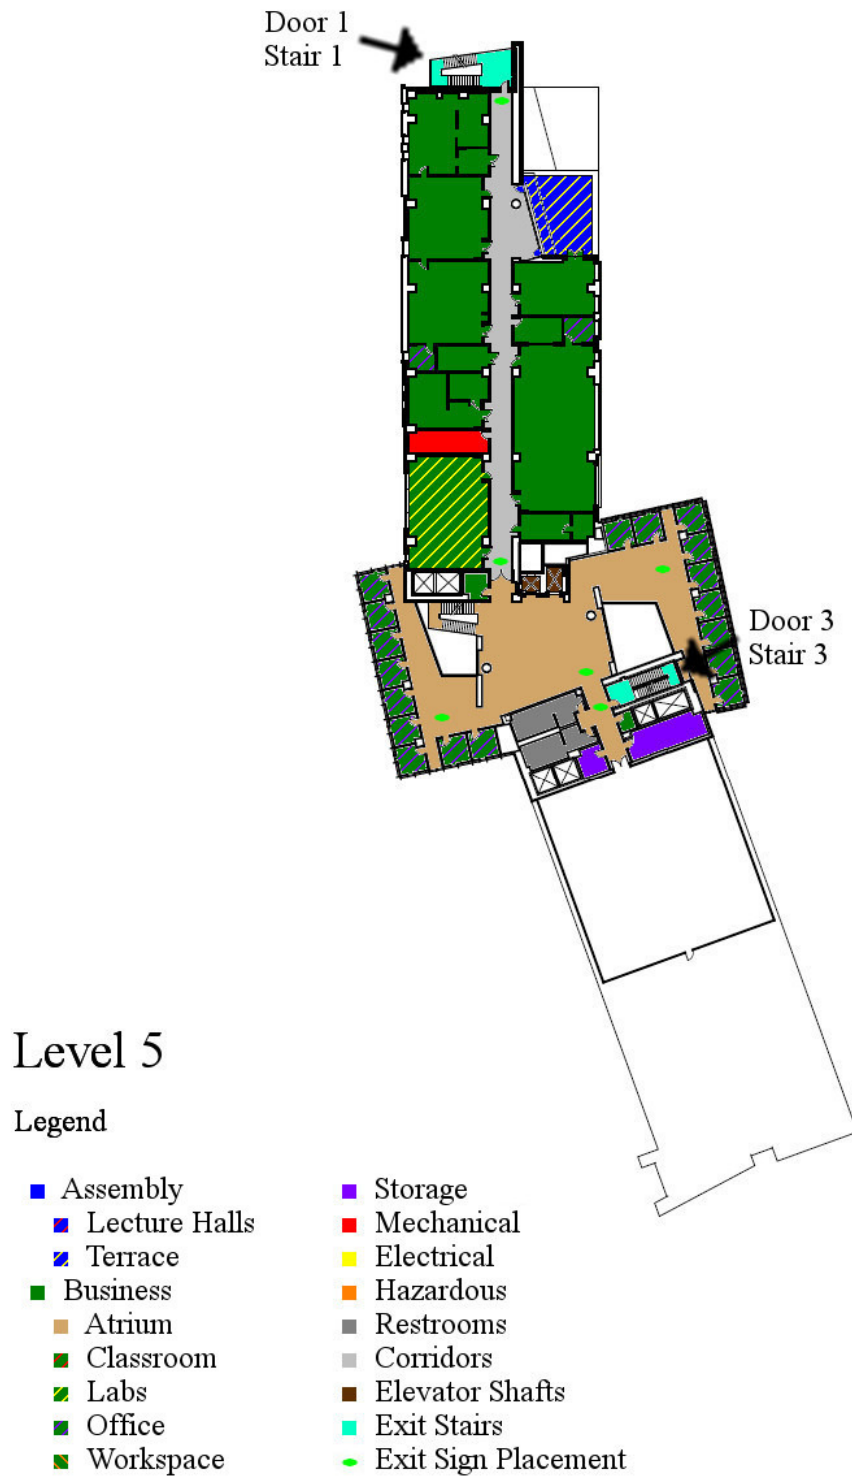 Door 1
Stair 1
Door 3
Stair 3
Level 5
Legend
Assembly
Lecture Halls
Terrace
Business
Atrium
Classroom
Labs
Office
Workspace
Storage
Mechanical
Electrical
Hazardous
Restrooms
Corridors
Elevator Shafts
Exit Stairs
Exit Sign Placement